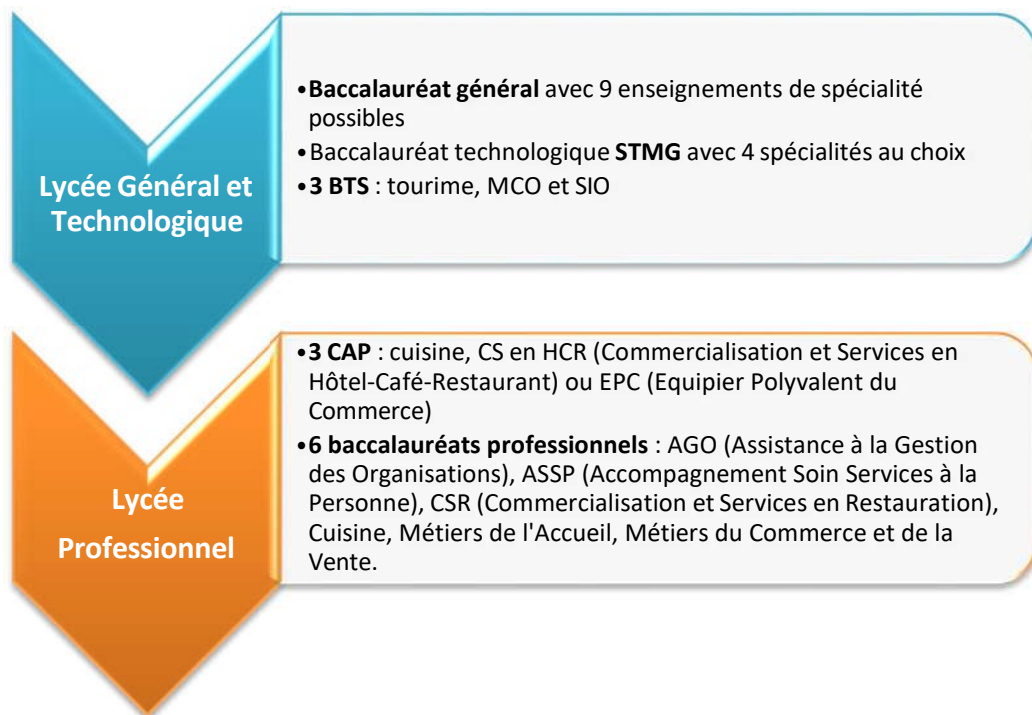 Lycée Général et
Technologique
•Baccalauréat général avec 9 enseignements de spécialité
possibles
•Baccalauréat technologique STMG avec 4 spécialités au choix
•3 BTS : tourime, MCO et SIO
Lycée
Professionnel
•3 CAP : cuisine, CS en HCR (Commercialisation et Services en
Hôtel-Café-Restaurant) ou EPC (Equipier Polyvalent du
Commerce)
•6 baccalauréats professionnels : AGO (Assistance à la Gestion
des Organisations), ASSP (Accompagnement Soin Services à la
Personne), CSR (Commercialisation et Services en Restauration),
Cuisine, Métiers de l'Accueil, Métiers du Commerce et de la
Vente.